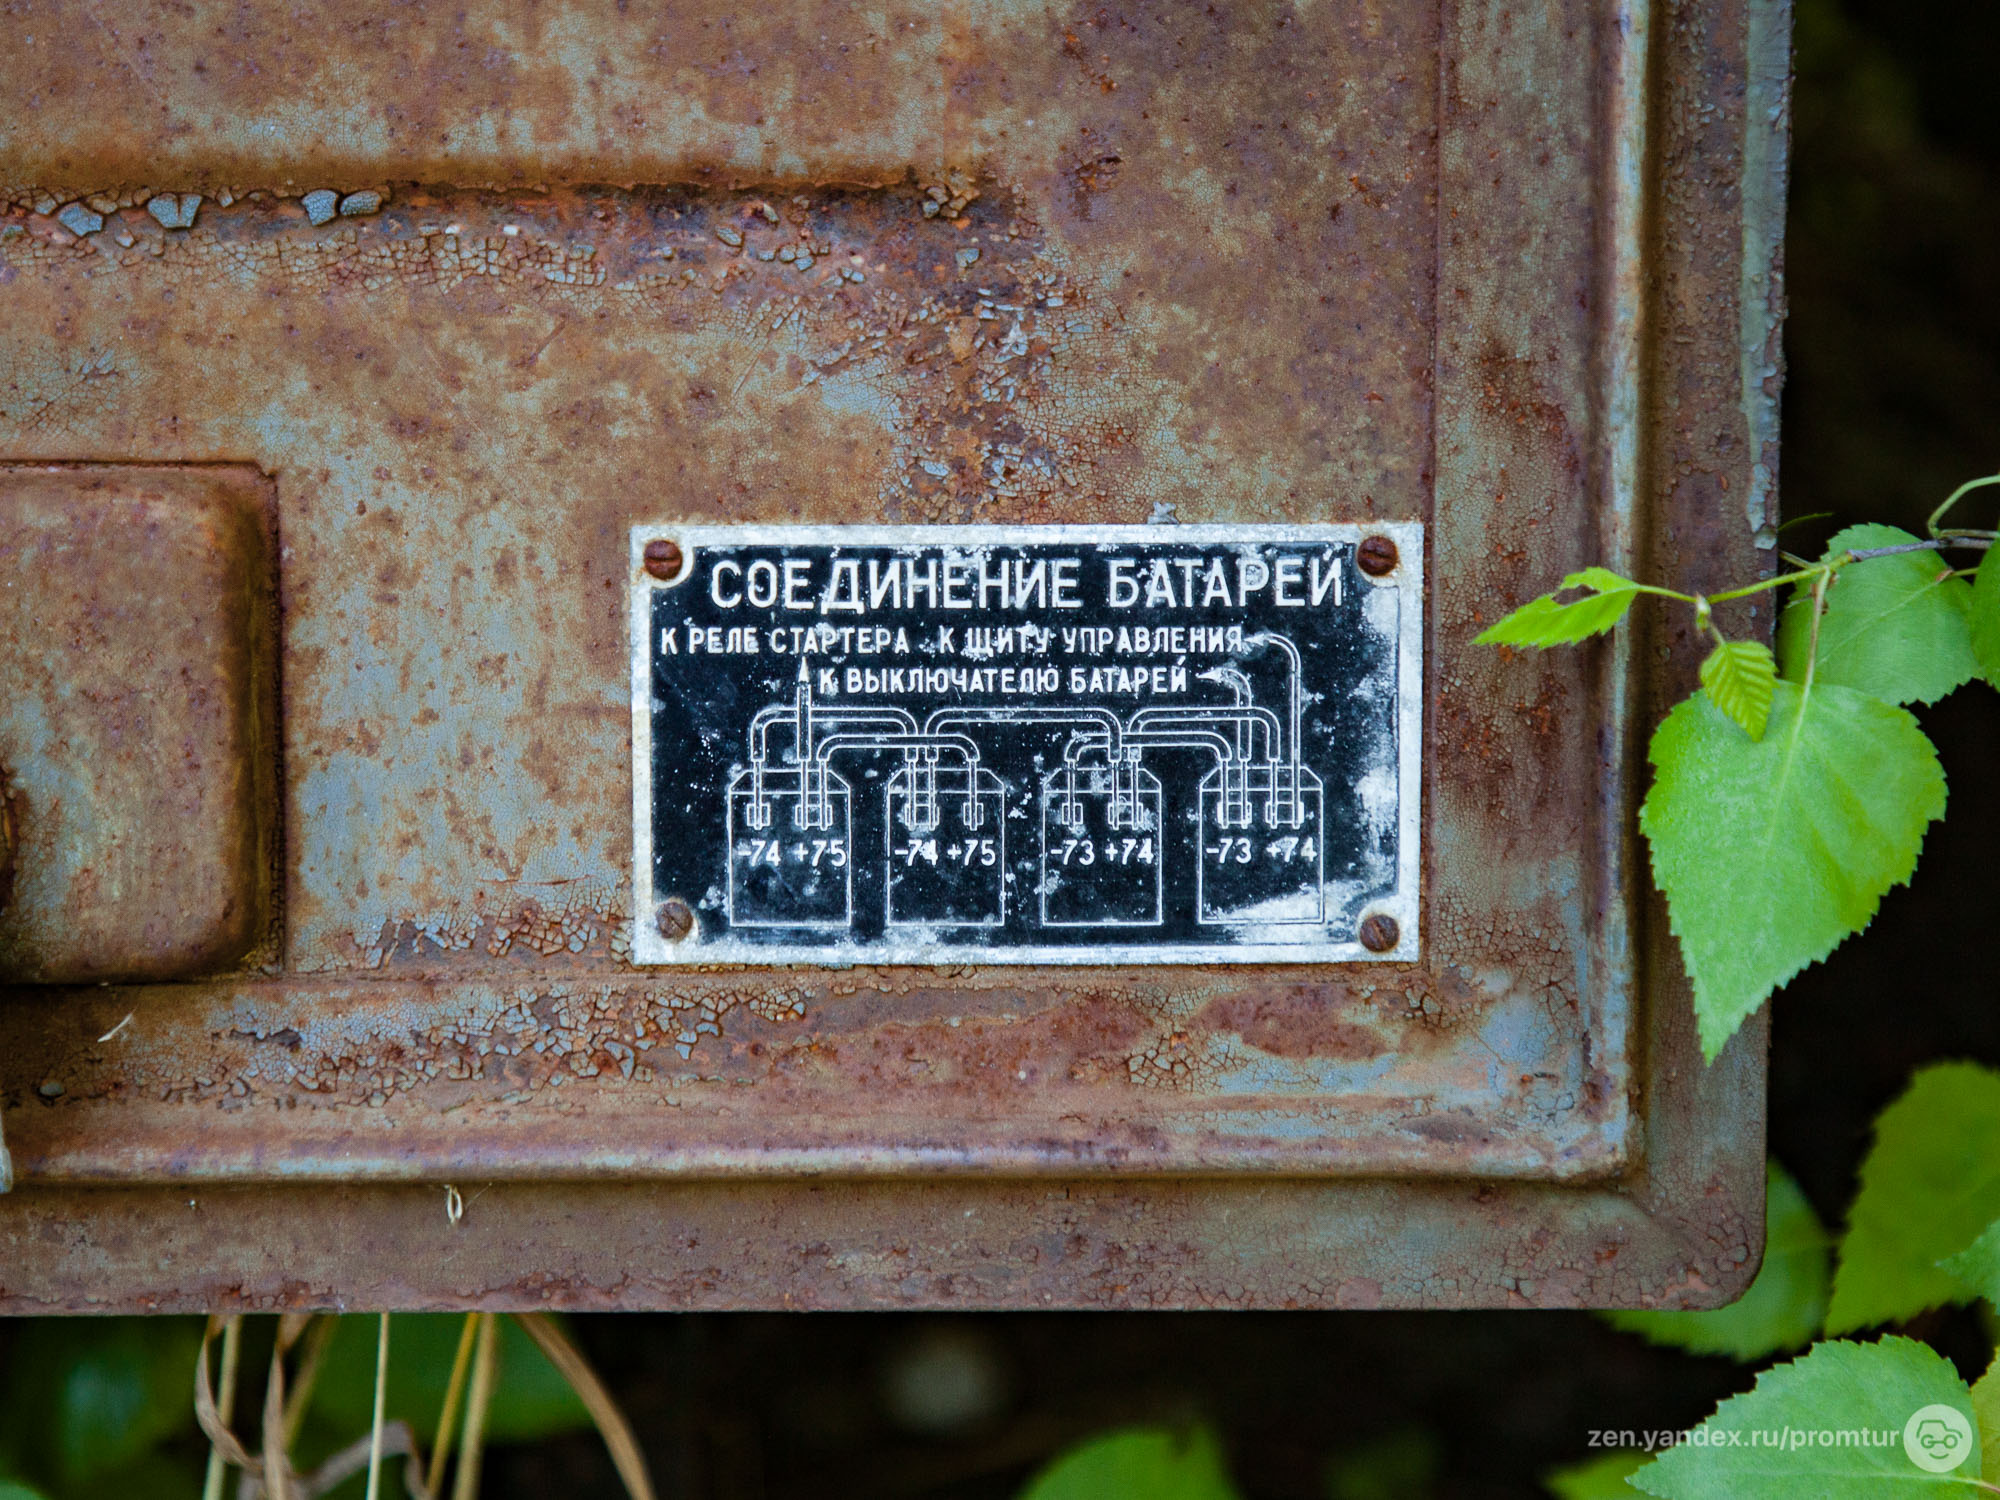 СОЕДИНЕНИЕ БАТАРЕЙ
К РЕЛЕ СТАРТЕРА К ЩИТУ УПРАВЛЕНИЯ
К ВЫКЛЮЧАТЕЛЮ БАТАРЕЙ
-74 +75 -74 +75 -73 +74 -73 +74
zen.yandex.ru/promtur